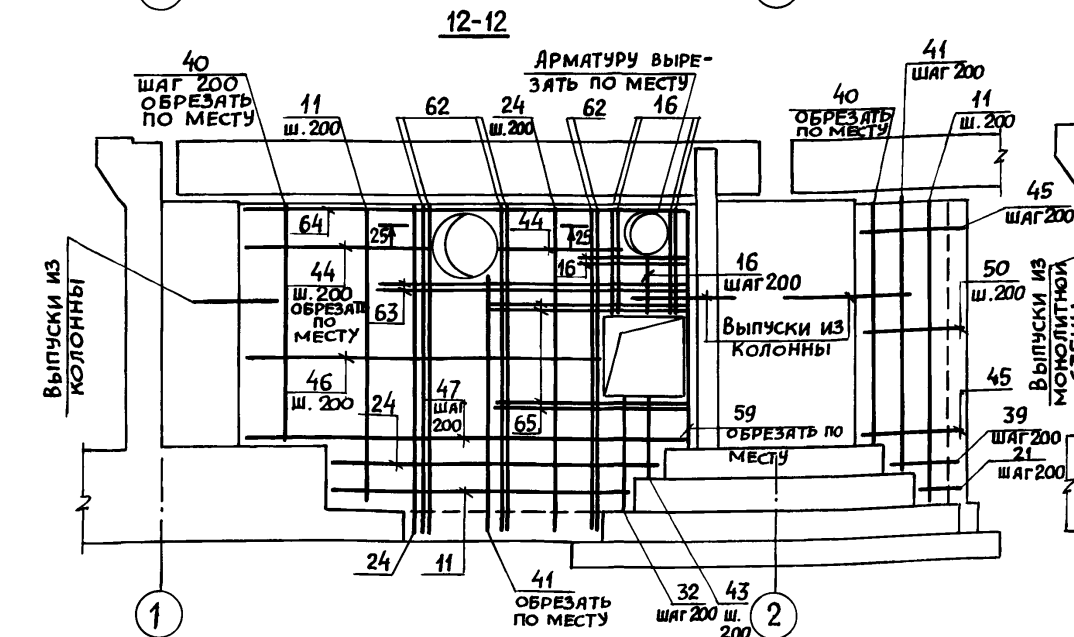 12-12
40
ШАГ 200
ОБРЕЗАТЬ
ПО МЕСТУ
11
Ш.200
62
24
Ш.200
АРМАТУРУ ВЫРЕ-
ЗАТЬ ПО МЕСТУ
62
16
40
ОБРЕЗАТЬ
ПО МЕСТУ
41
ШАГ 200
11
Ш.200
45
ШАГ 200
64
25
44
25
16
16
ШАГ 200
50
Ш.200
ВЫПУСКИ ИЗ
КОЛОННЫ
44
Ш.200
ОБРЕЗАТЬ
ПО
МЕСТУ
63
ВЫПУСКИ ИЗ
КОЛОННЫ
ВЫПУСКИ ИЗ
МОНОЛИТНОЙ
46
Ш. 200
24
47
ШАГ
200
65
59
ОБРЕЗАТЬ ПО
МЕСТУ
45
39
ШАГ 200
21
ШАГ 200
24
11
41
ОБРЕЗАТЬ
ПО МЕСТУ
32
ШАГ 200
43
Ш.
200
1
2